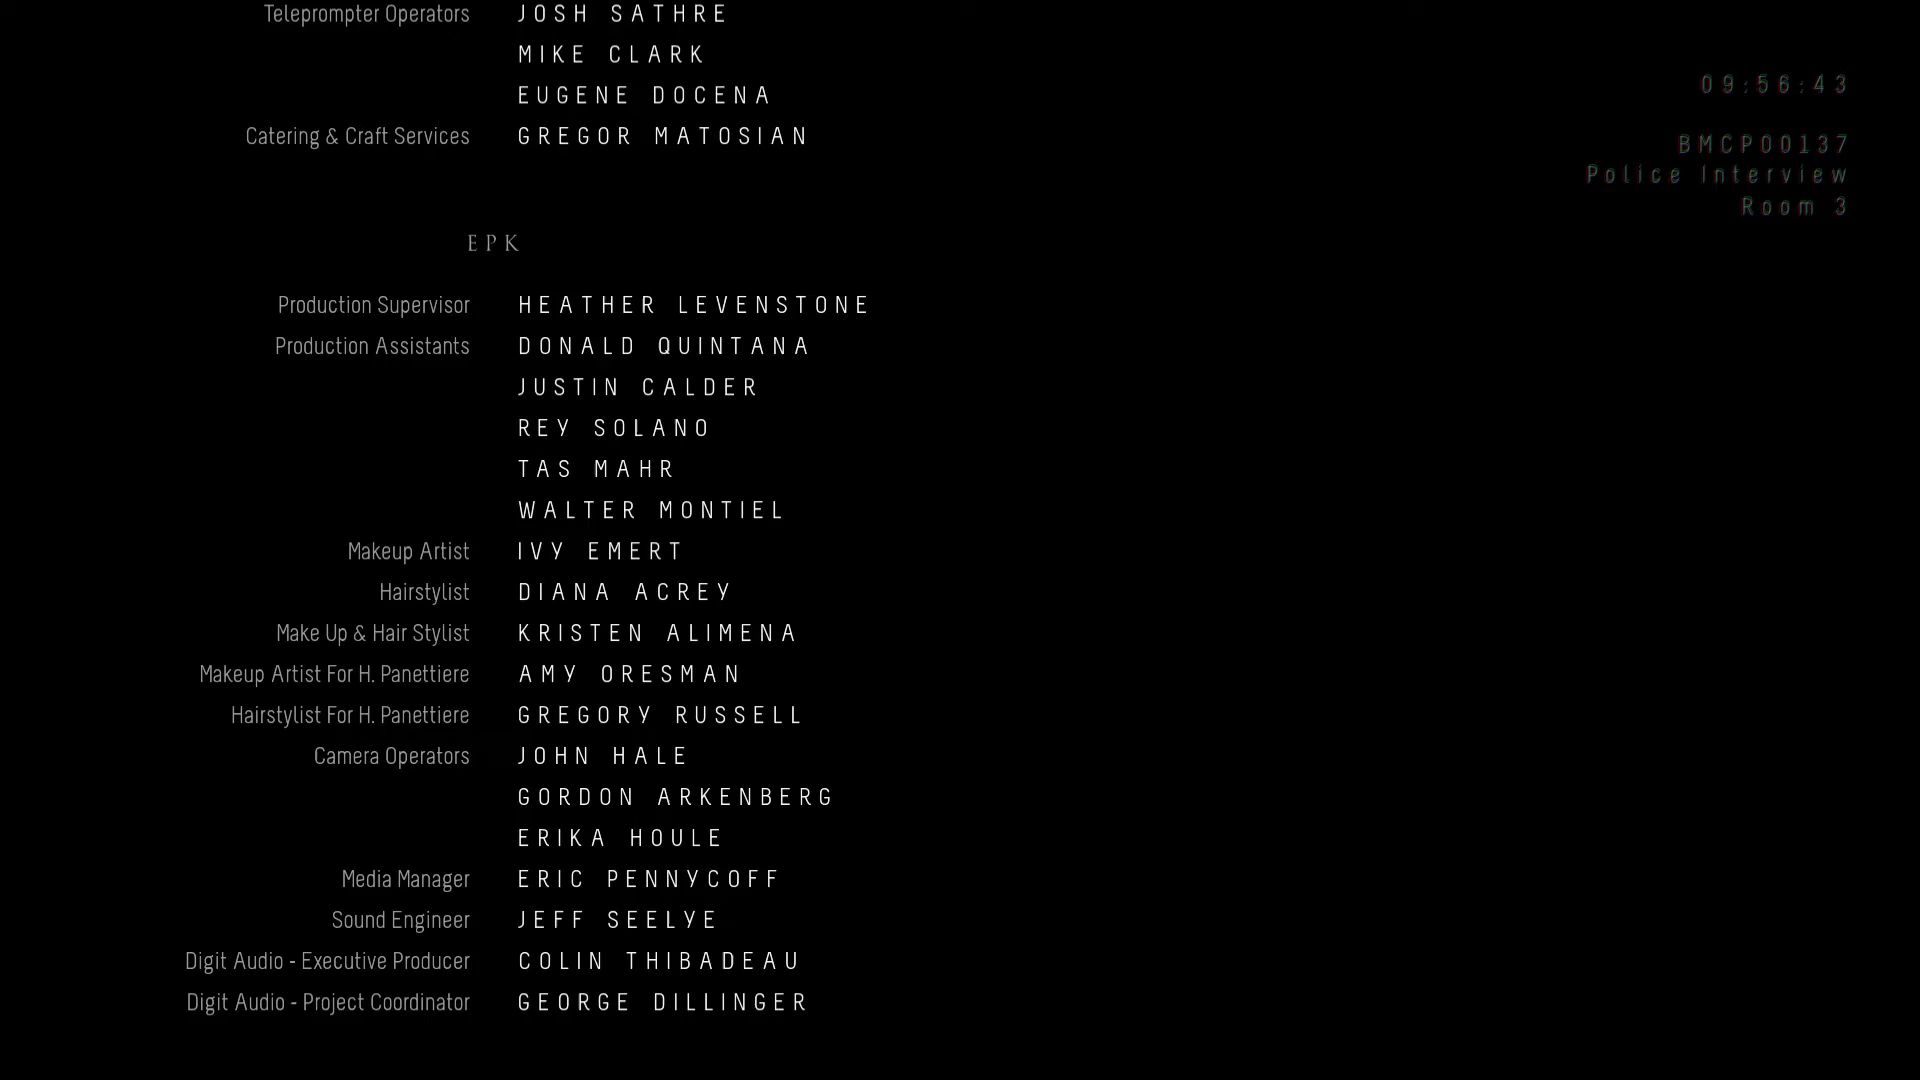 Teleprompter Operators JOSH SATHRE
MIKE CLARK
EUGENE DOCENA
Catering & Craft Services GREGOR MATOSIAN
09:56:43
BMCP00137
Police Interview
Room 3
EPK
Production Supervisor HEATHER LEVENSTONE
Production Assistants DONALD QUINTANA
JUSTIN CALDER
REY SOLANO
TAS MAHR
WALTER MONTIEL
Makeup Artist IVY EMERT
Hairstylist DIANA ACREY
Make Up & Hair Stylist KRISTEN ALIMENA
Makeup Artist For H. Panettiere AMY ORESMAN
Hairstylist For H. Panettiere GREGORY RUSSELL
Camera Operators JOHN HALE
GORDON ARKENBERG
ERIKA HOULE
Media Manager ERIC PENNYCOFF
Sound Engineer JEFF SEELYE
Digit Audio - Executive Producer COLIN THIBADEAU
Digit Audio - Project Coordinator GEORGE DILLINGER